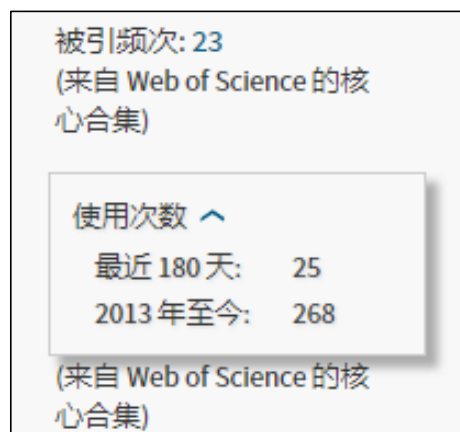 被引频次: 23
(来自 Web of Science 的核
心合集)
使用次数
最近 180 天: 25
2013 年至今: 268
(来自 Web of Science 的核
心合集)